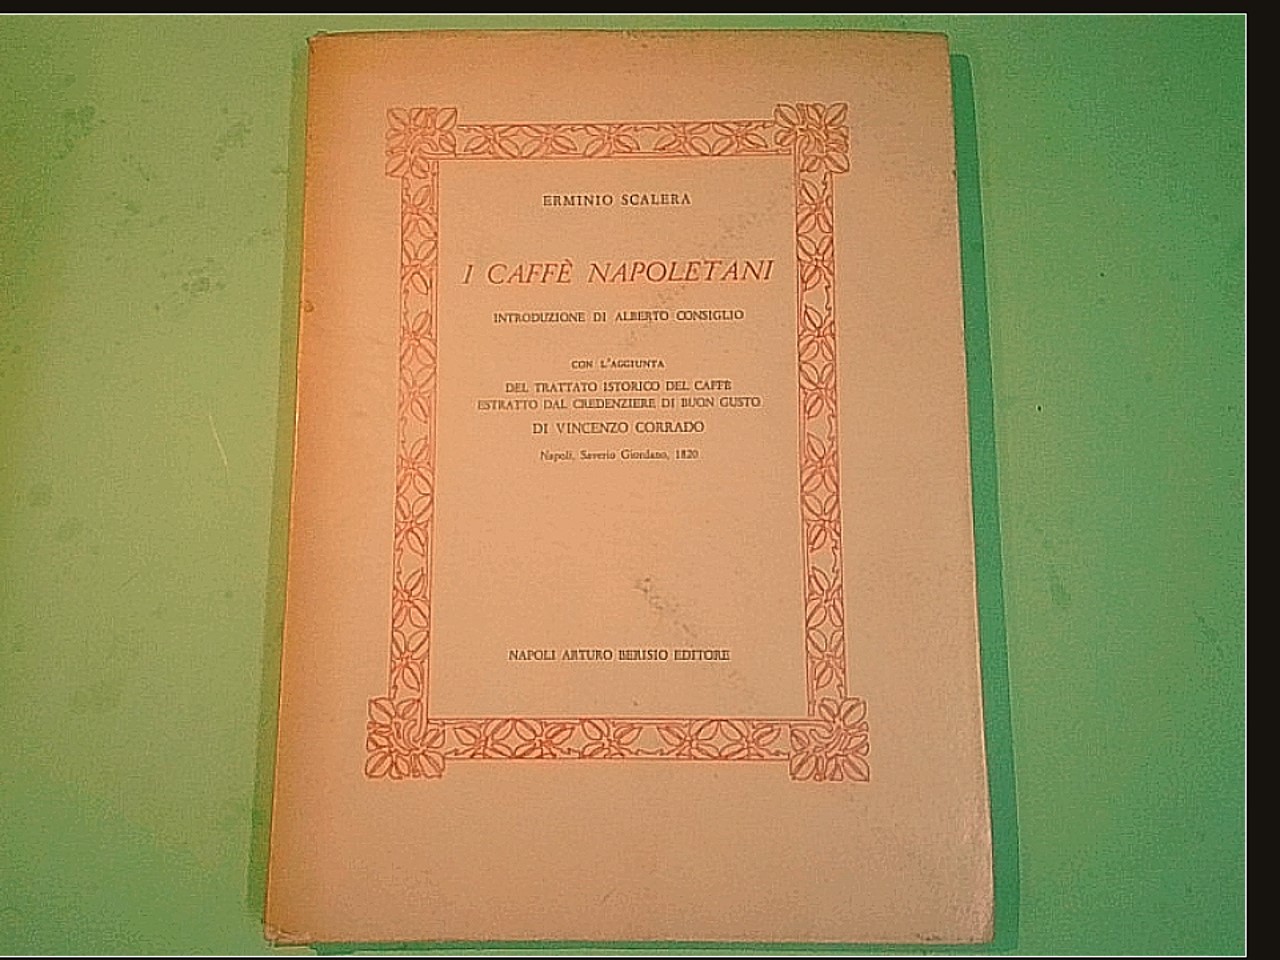 ERMINIO SCALERA
I CAFFÈ NAPOLETANI
INTRODUZIONE DI ALBERTO CONSIGLIO
CON L'AGGIUNTA
DEL TRATTATO ISTORICO DEL CAFFÈ
ESTRATTO DAL CREDENZIERE DI BUON GUSTO
DI VINCENZO CORRADO
Napoli, Saverio Giordano, 1820
NAPOLI ARTURO BERISIO EDITORE